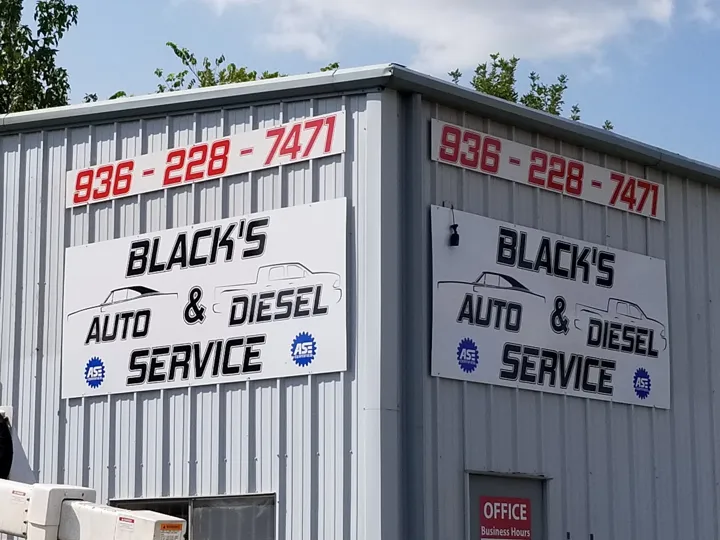 936 - 228 - 7471
BLACK'S
AUTO & DIESEL
SERVICE
ASE
ASE
936 - 228 - 7471
BLACK'S
AUTO & DIESEL
SERVICE
ASE
ASE
OFFICE
Business Hours